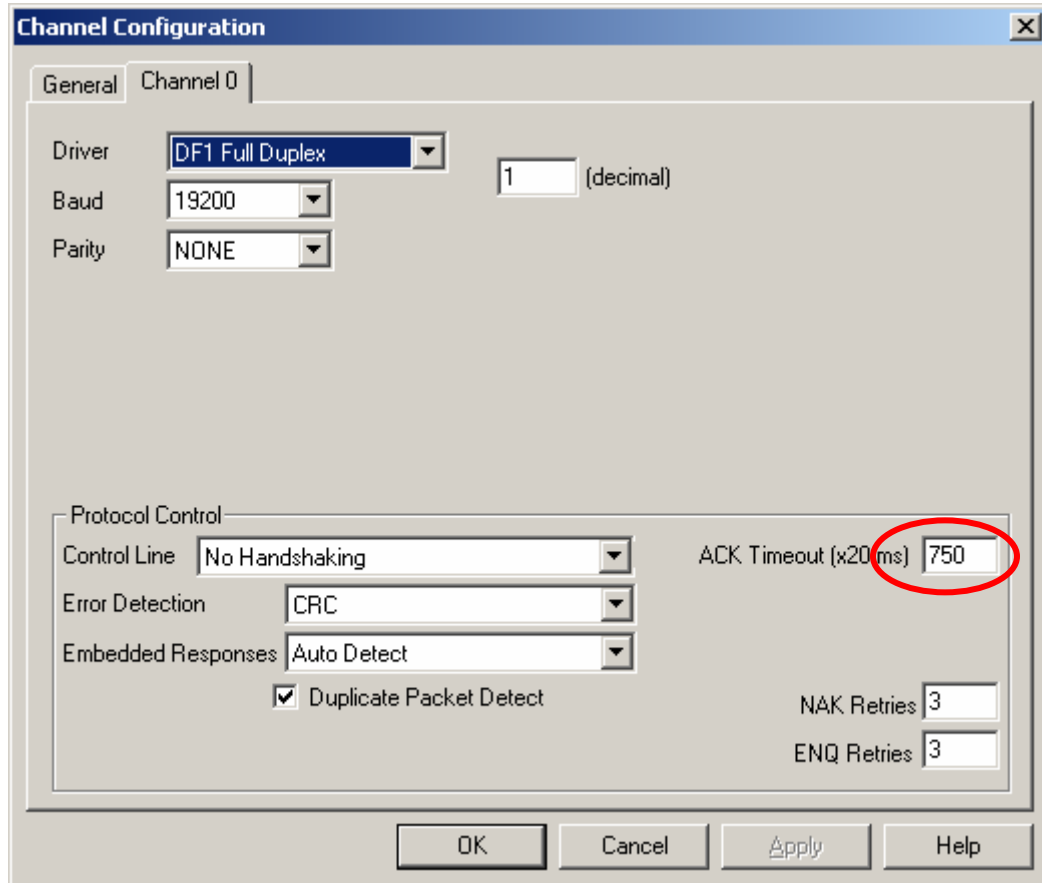 Channel Configuration
General
Channel 0
Driver
DF1 Full Duplex
1
(decimal)
Baud
19200
Parity
NONE
Protocol Control
Control Line
No Handshaking
ACK Timeout (x20 ms)
750
Error Detection
CRC
Embedded Responses
Auto Detect
Duplicate Packet Detect
NAK Retries
3
ENQ Retries
3
OK
Cancel
Apply
Help